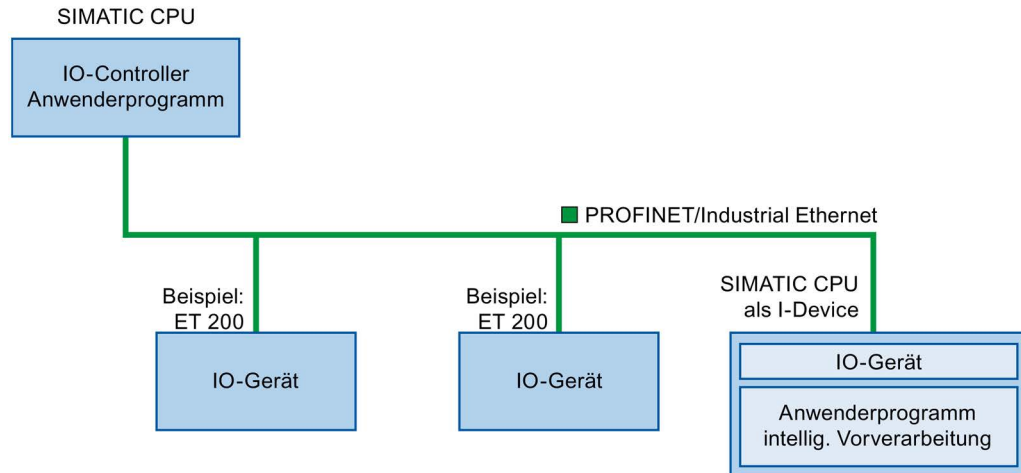 SIMATIC CPU
IO-Controller
Anwenderprogramm
PROFINET/Industrial Ethernet
Beispiel:
ET 200
IO-Gerät
Beispiel:
ET 200
IO-Gerät
SIMATIC CPU
als I-Device
IO-Gerät
Anwenderprogramm
intellig. Vorverarbeitung